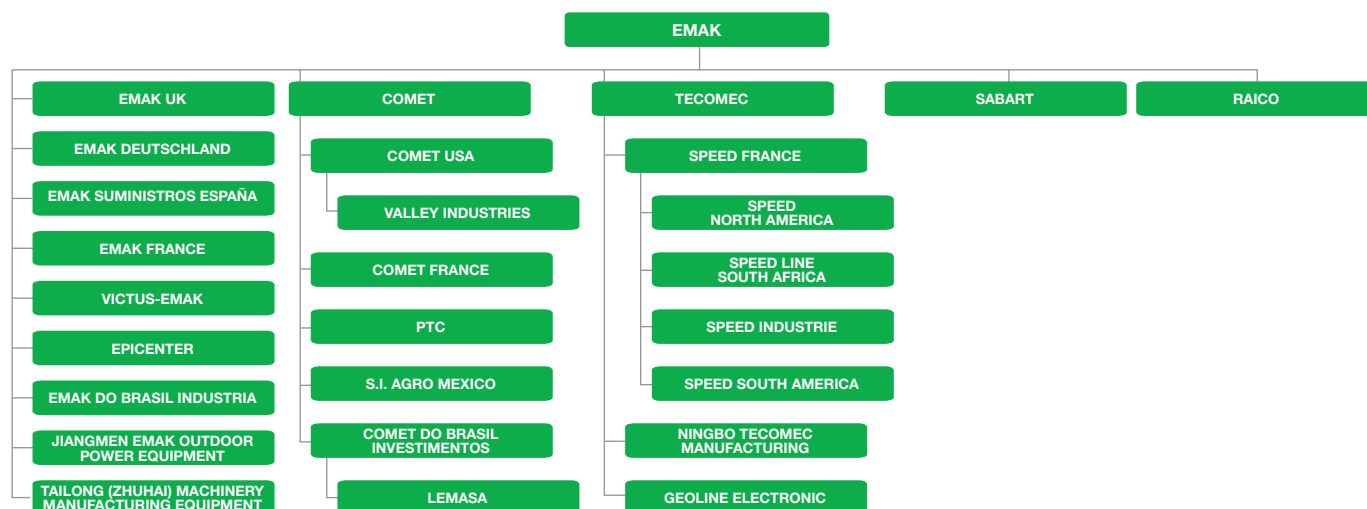 EMAK
EMAK UK
EMAK DEUTSCHLAND
EMAK SUMINISTROS ESPAÑA
EMAK FRANCE
VICTUS-EMAK
EPICENTER
EMAK DO BRASIL INDUSTRIA
JIANGMEN EMAK OUTDOOR
POWER EQUIPMENT
TAILONG (ZHUHAI) MACHINERY
MANUFACTURING EQUIPMENT
COMET
COMET USA
VALLEY INDUSTRIES
COMET FRANCE
PTC
S.I. AGRO MEXICO
COMET DO BRASIL
INVESTIMENTOS
LEMASA
TECOMEC
SPEED FRANCE
SPEED
NORTH AMERICA
SPEED LINE
SOUTH AFRICA
SPEED INDUSTRIE
SPEED SOUTH AMERICA
NINGBO TECOMEC
MANUFACTURING
GEOLINE ELECTRONIC
SABART
RAICO